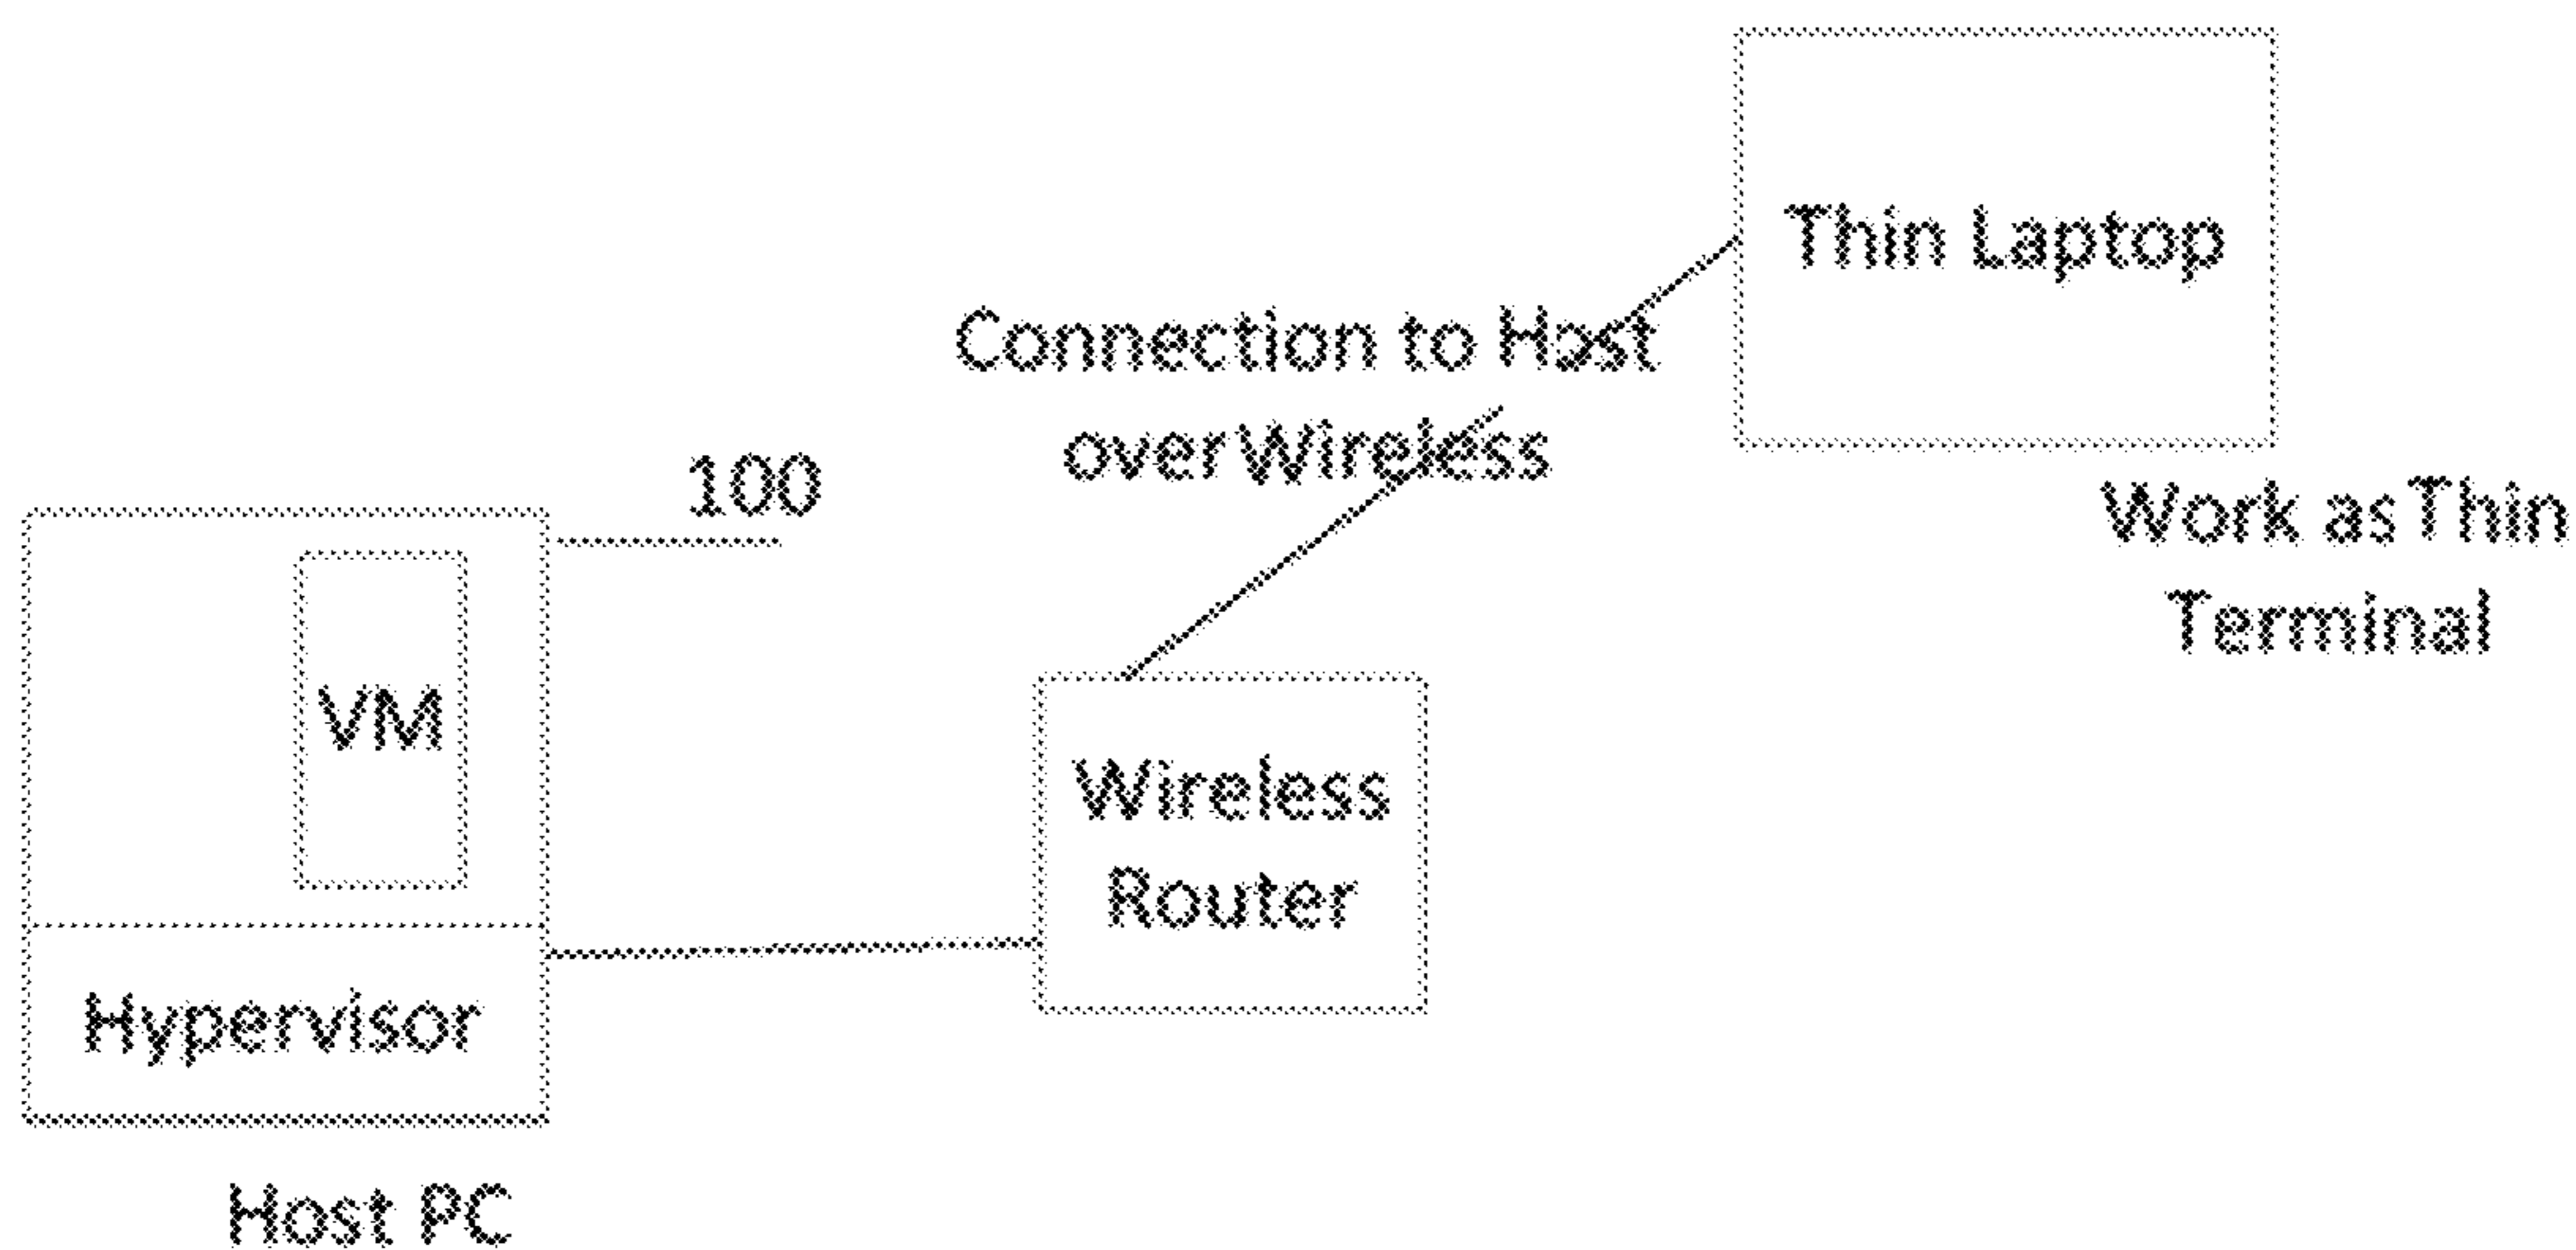 Thin Laptop
Connection to Host
over Wireless
100
Work as Thin
Terminal
VM
Wireless
Router
Hypervisor
Host PC